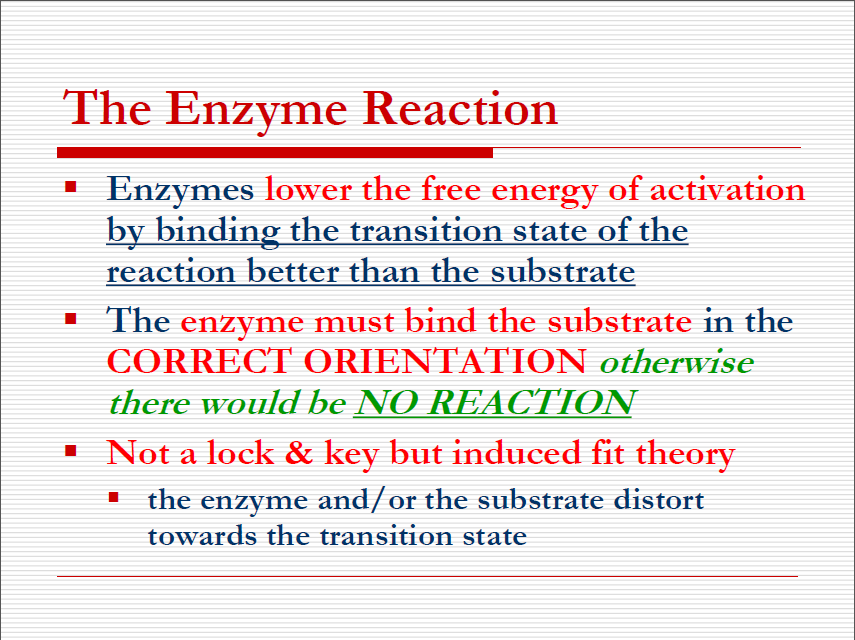 The Enzyme Reaction
Enzymes lower the free energy of activation
by binding the transition state of the
reaction better than the substrate
The enzyme must bind the substrate in the
CORRECT ORIENTATION otherwise
there would be NO REACTION
Not a lock & key but induced fit theory
the enzyme and/or the substrate distort
towards the transition state